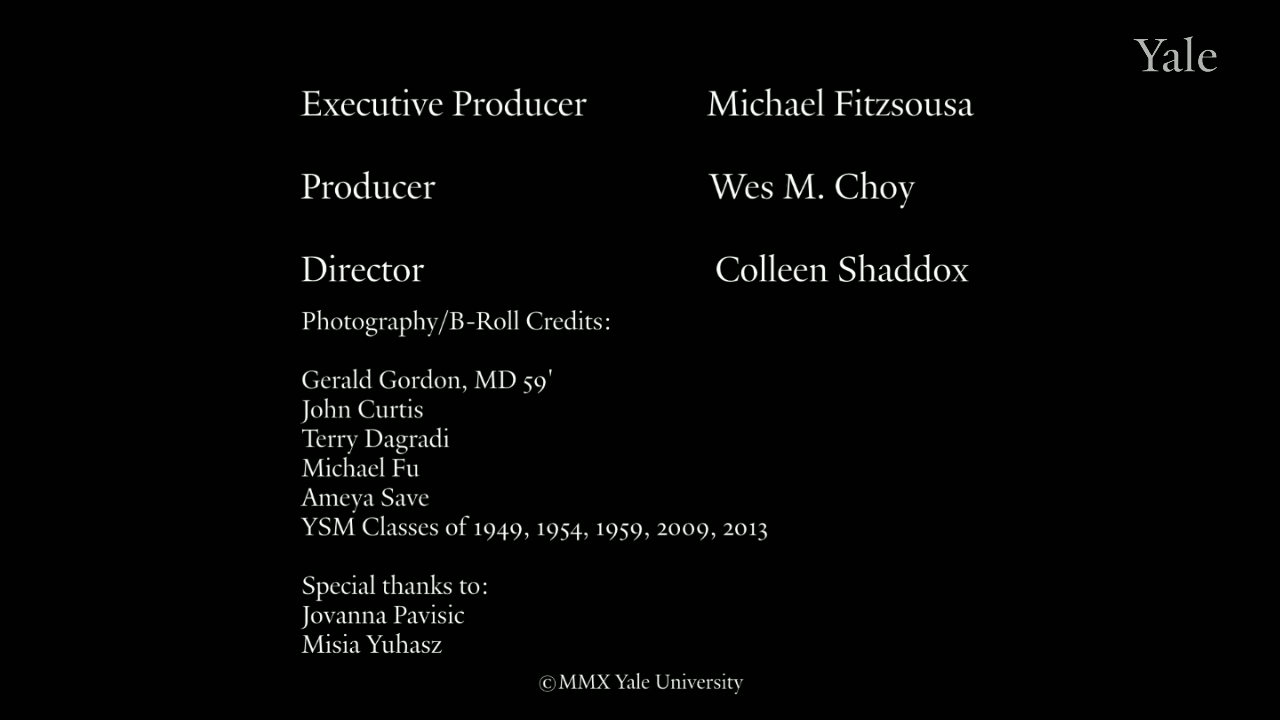 Yale
Executive Producer Michael Fitzsousa
Producer Wes M. Choy
Director Colleen Shaddox
Photography/B-Roll Credits:
Gerald Gordon, MD 59'
John Curtis
Terry Dagradi
Michael Fu
Ameya Save
YSM Classes of 1949, 1954, 1959, 2009, 2013
Special thanks to:
Jovanna Pavisic
Misia Yuhasz
©MMX Yale University